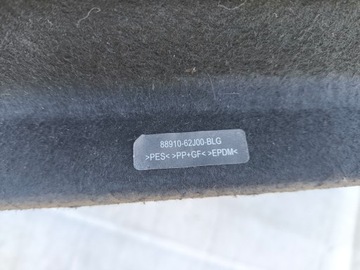 88910-62J00-BLG
>PES< >PP+GF< >EPDM<